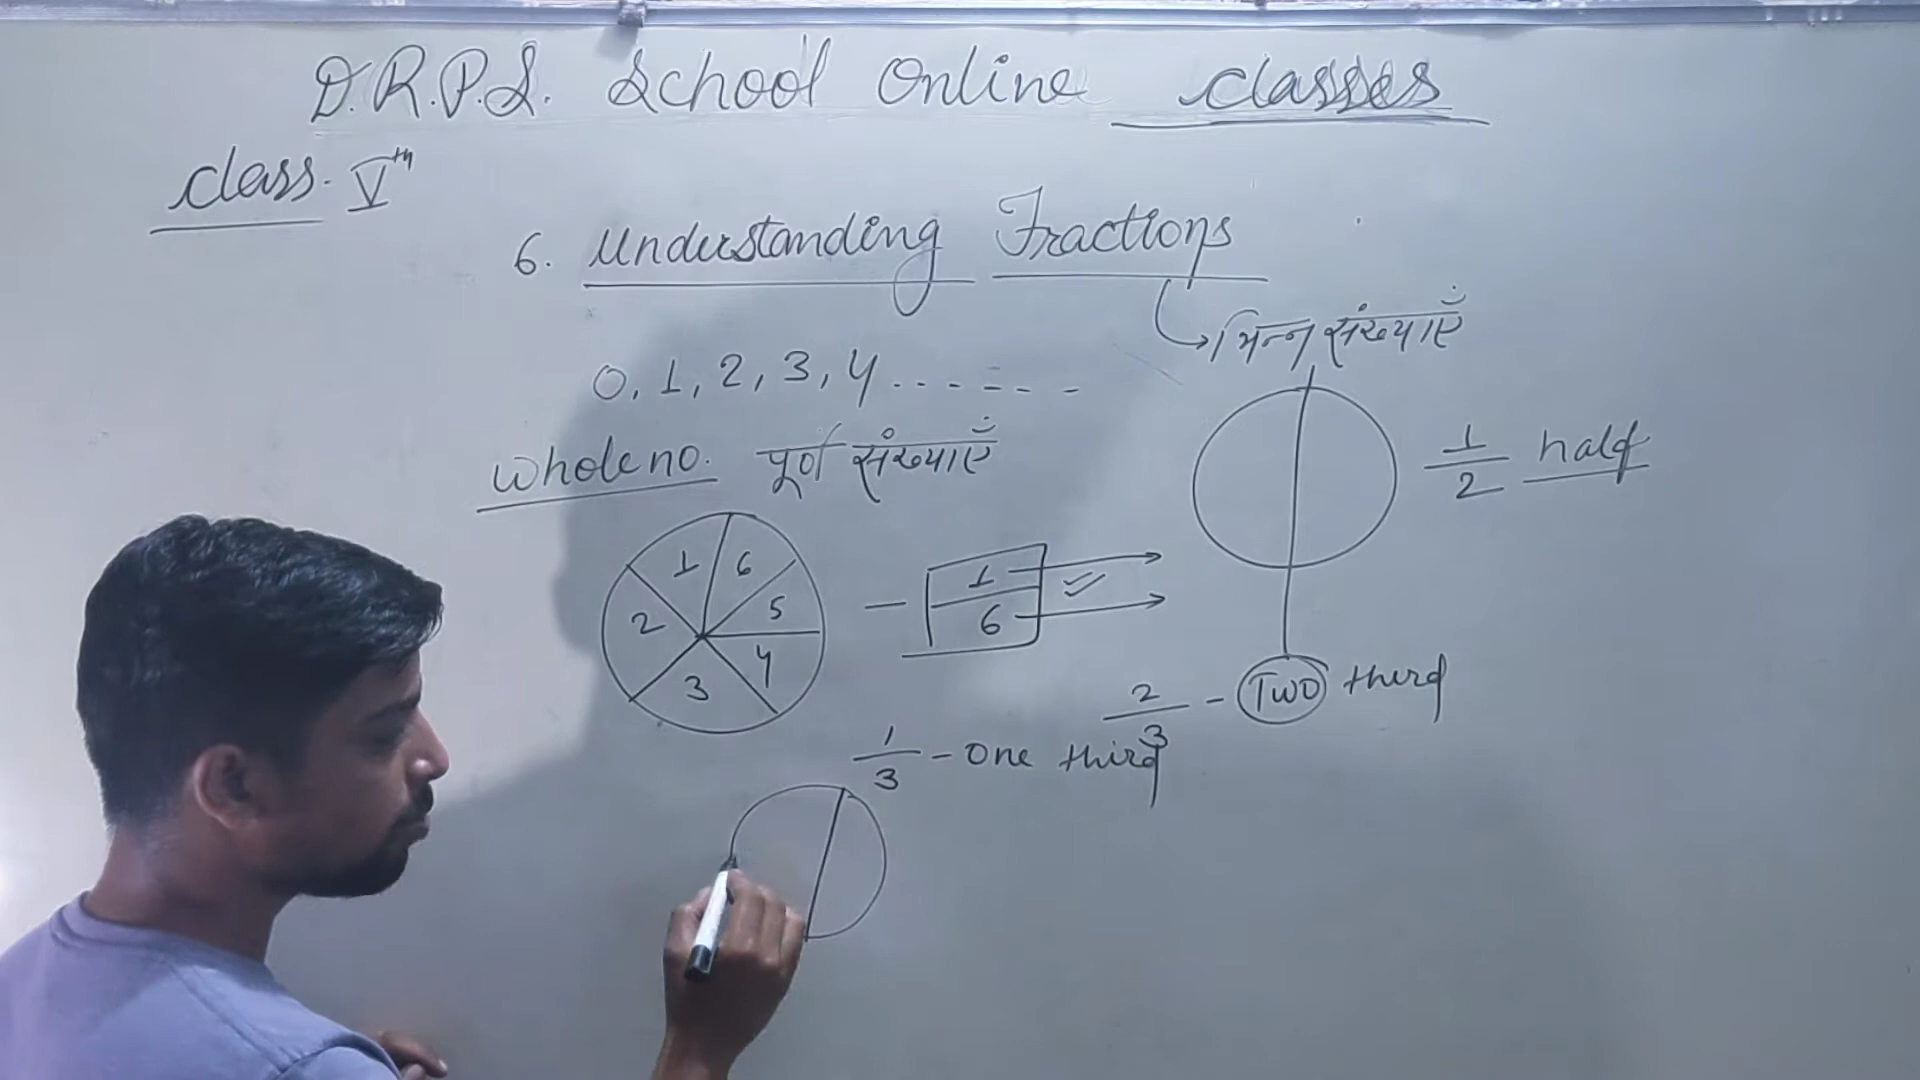 D.R.P.S. School Online classes
class. Vth
6. Understanding Fractions
भिन्न संख्याएँ
0, 1, 2, 3, 4 .......
whole no. पूर्ण संख्याएँ
1/2 half
1 6
2 5
3 4
1/6
2/3 - Two third
1/3 - One third